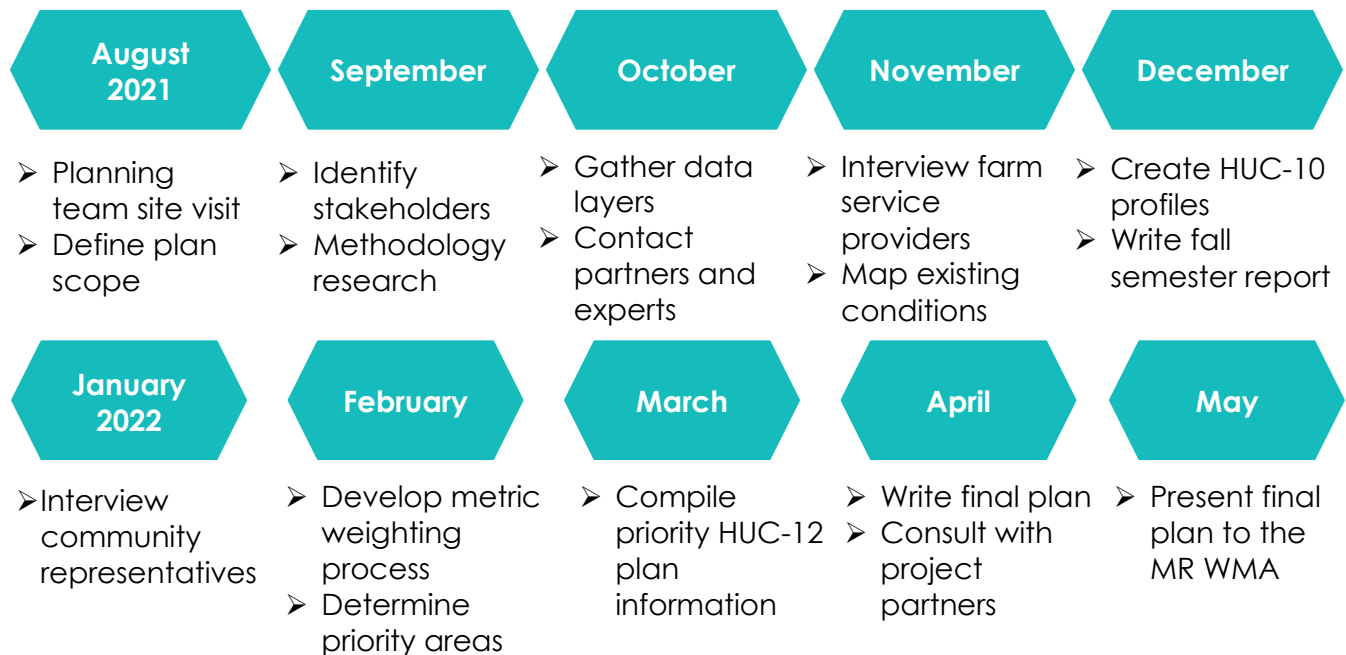 August
2021
September
October
November
December
➢ Planning
team site visit
➢ Define plan
scope
➢ Identify
stakeholders
➢ Methodology
research
➢ Gather data
layers
➢ Contact
partners and
experts
➢ Interview farm
service
providers
➢ Map existing
conditions
➢ Create HUC-10
profiles
➢ Write fall
semester report
January
2022
February
March
April
May
➢Interview
community
representatives
➢ Develop metric
weighting
process
➢ Determine
priority areas
➢ Compile
priority HUC-12
plan
information
➢ Write final plan
➢ Consult with
project
partners
➢ Present final
plan to the
MR WMA